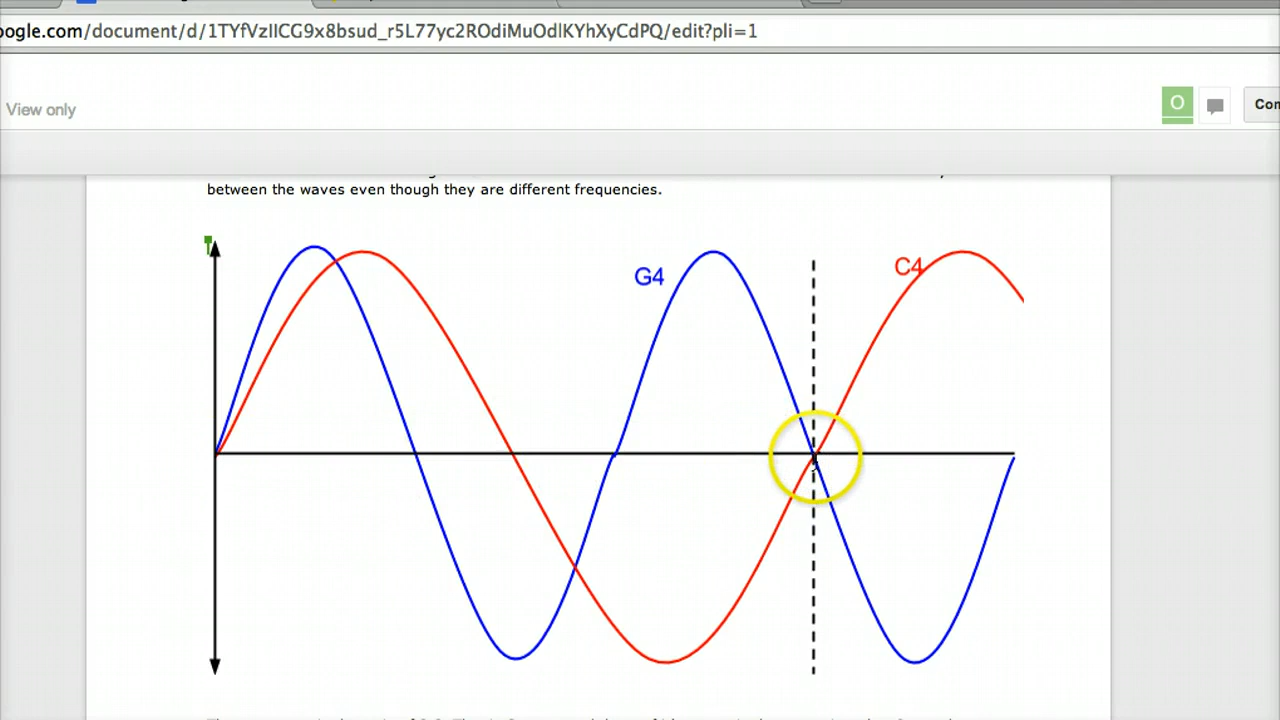 oogle.com/document/d/1TYfVzIICG9x8bsud_r5L77yc2ROdiMuOdlKYhXyCdPQ/edit?pli=1
View only
O
Con
between the waves even though they are different frequencies.
G4
C4